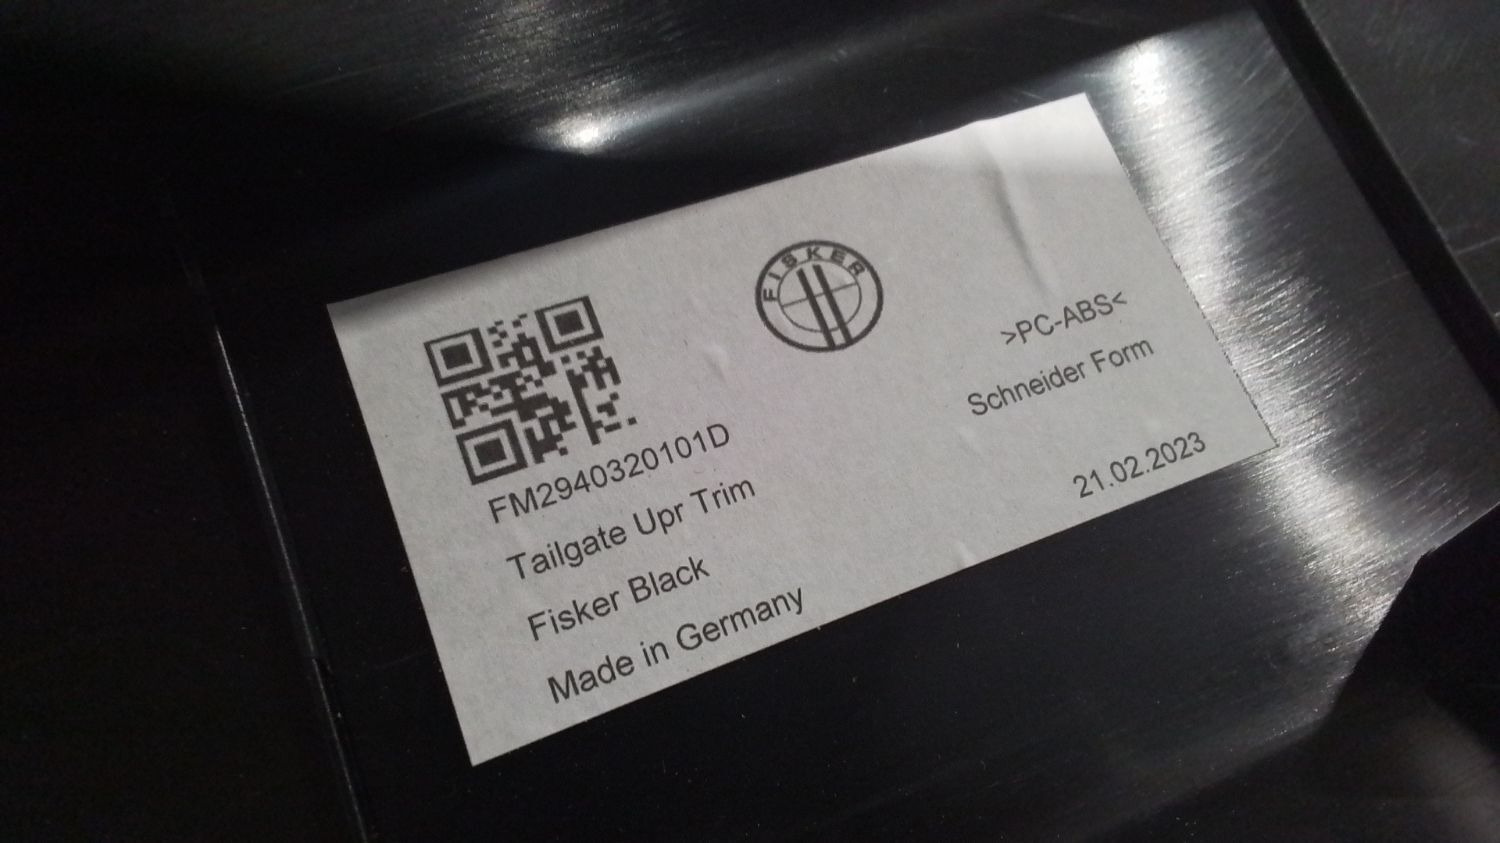 FISKER
>PC-ABS<
Schneider Form
21.02.2023
FM2940320101D
Tailgate Upr Trim
Fisker Black
Made in Germany